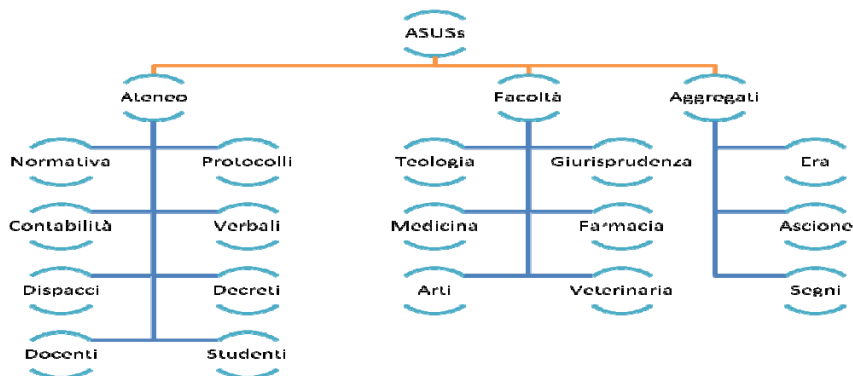 ASUSs
Ateneo
Facoltà
Aggregati
Normativa
Protocolli
Teologia
Giurisprudenza
Era
Contabilità
Verbali
Medicina
Farmacia
Ascione
Dispacci
Decreti
Arti
Veterinaria
Segni
Docenti
Studenti